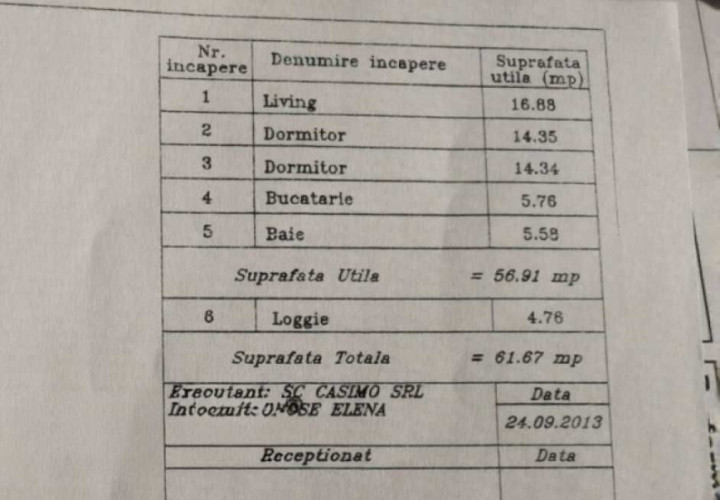 Nr. incapere Denumire incapere Suprafata utila (mp)
1 Living 16.88
2 Dormitor 14.35
3 Dormitor 14.34
4 Bucatarie 5.76
5 Baie 5.58
Suprafata Utila = 56.91 mp
6 Loggie 4.76
Suprafata Totala = 61.67 mp
Executant: SC CASIMO SRL Data
Intocmit: ELENA
24.09.2013
Receptionat Data